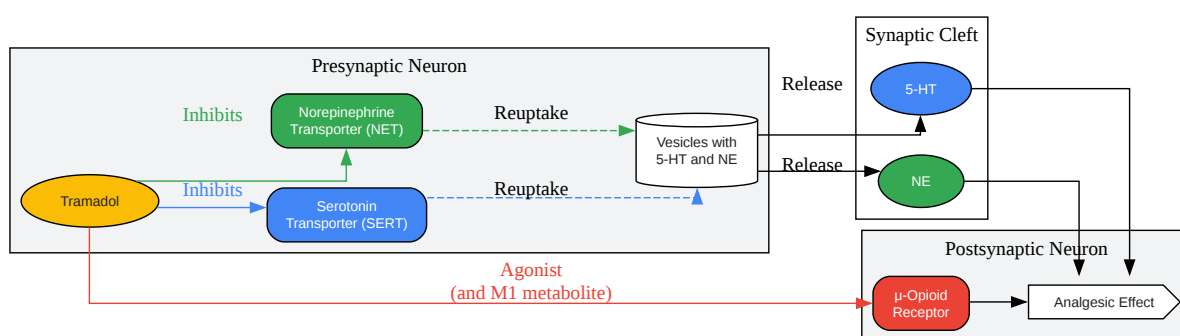 Synaptic Cleft
Presynaptic Neuron
Release
5-HT
Inhibits
Norepinephrine
Transporter (NET)
Reuptake
Vesicles with
5-HT and NE
Release
NE
Tramadol
Inhibits
Serotonin
Transporter (SERT)
Reuptake
Postsynaptic Neuron
Agonist
(and M1 metabolite)
μ-Opioid
Receptor
Analgesic Effect